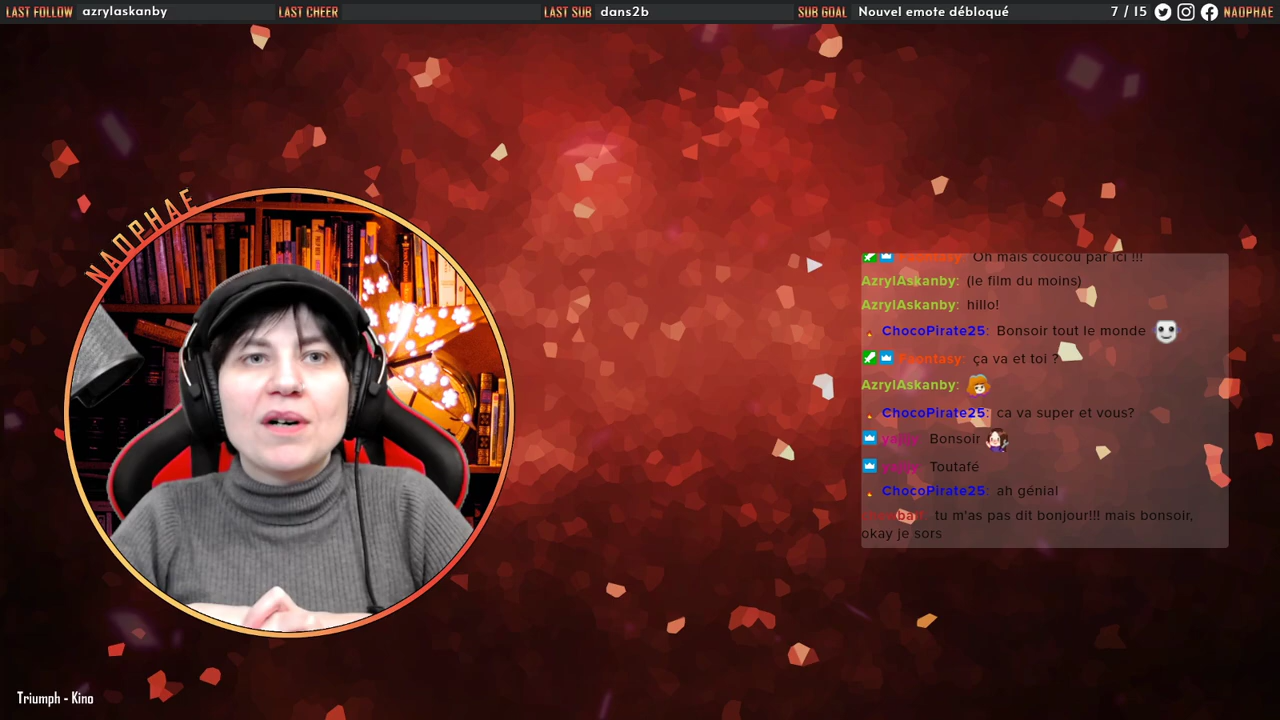 LAST FOLLOW azrylaskanby LAST CHEER LAST SUB dans2b SUB GOAL Nouvel emote débloqué 7 / 15 NAOPHAE
NAOPHAE
Oh mais coucou par ici !!!
AzrylAskanby: (le film du moins)
AzrylAskanby: hillo!
ChocoPirate25: Bonsoir tout le monde
Faontasy: ça va et toi ?
AzrylAskanby:
ChocoPirate25: ca va super et vous?
Bonsoir
Toutafé
ChocoPirate25: ah génial
tu m'as pas dit bonjour!!! mais bonsoir,
okay je sors
Triumph - Kino